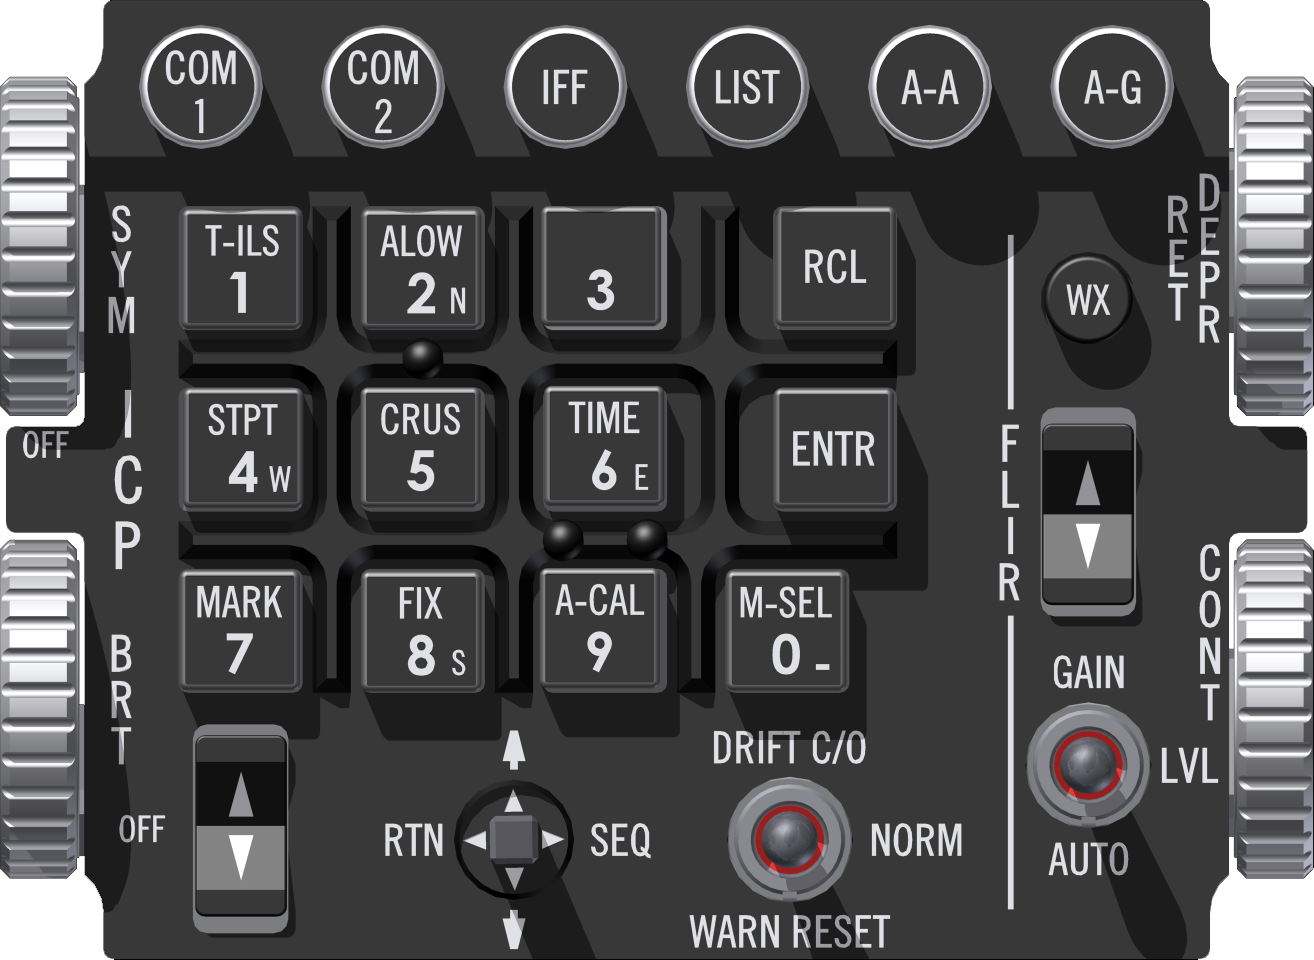 COM
1
COM
2
IFF
LIST
A-A
A-G
SYM
T-ILS
1
ALOW
2 N
3
RCL
WX
RET
DEPR
OFF
ICP
STPT
4 W
CRUS
5
TIME
6 E
ENTR
FLIR
BRT
MARK
7
FIX
8 S
A-CAL
9
M-SEL
0 -
CONT
GAIN
LVL
AUTO
OFF
RTN
SEQ
DRIFT C/O
NORM
WARN RESET